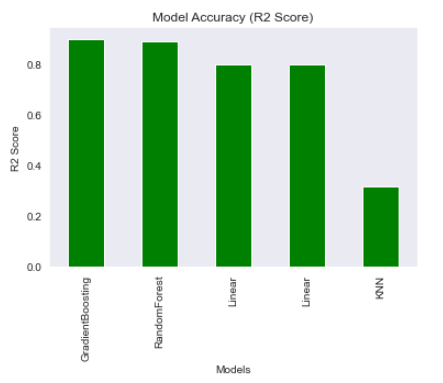 Model Accuracy (R2 Score)
0.8
0.6
0.4
0.2
0.0
R2 Score
GradientBoosting
RandomForest
Linear
Linear
KNN
Models